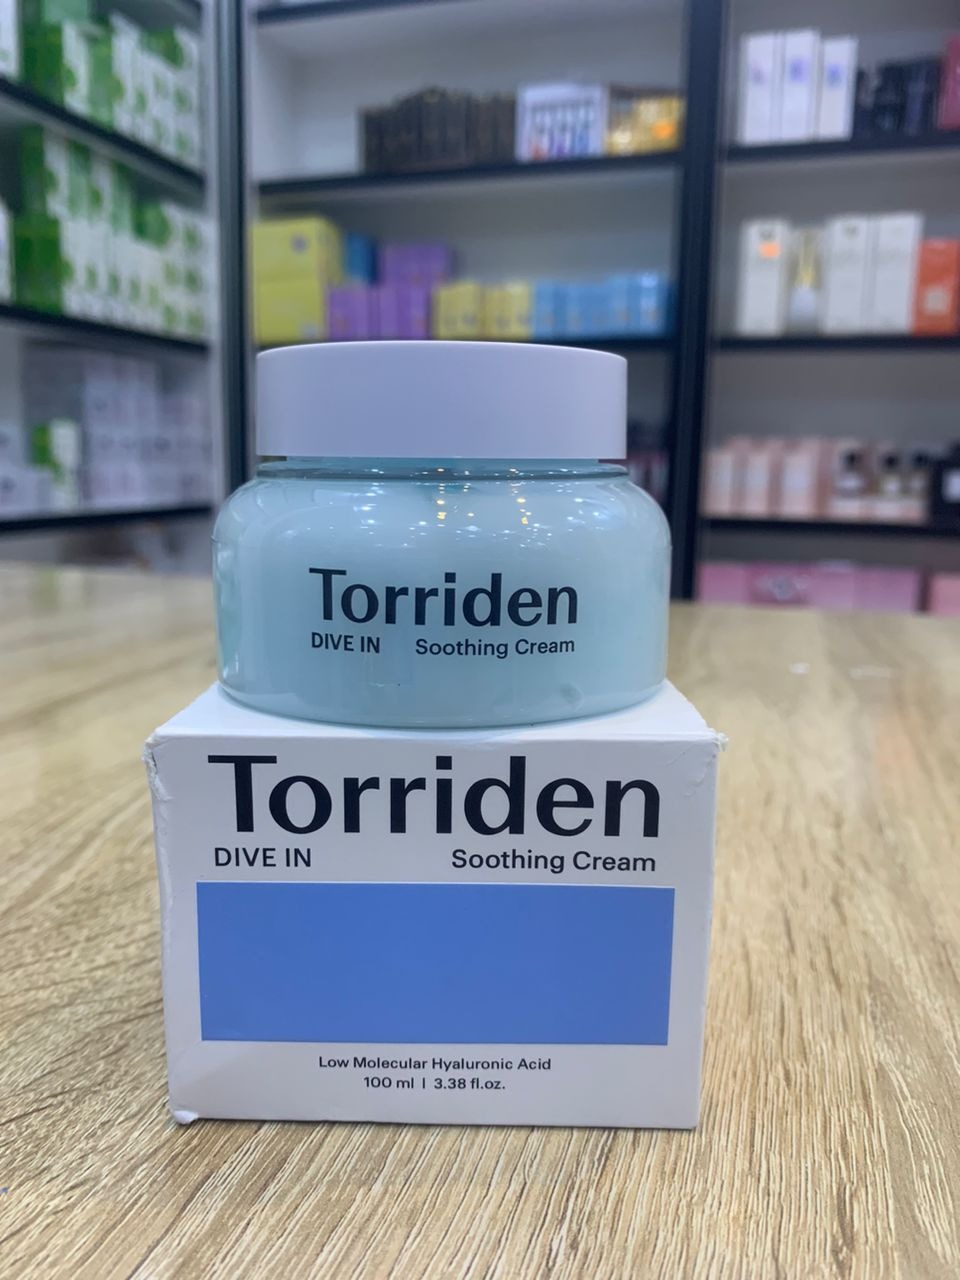 Torriden
DIVE IN Soothing Cream
Torriden
DIVE IN Soothing Cream
Low Molecular Hyaluronic Acid
100 ml | 3.38 fl.oz.